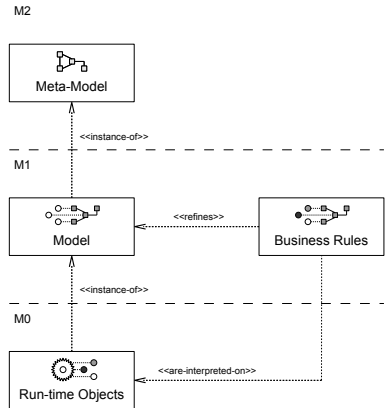 M2
Meta-Model
<<instance-of>>
M1
<<refines>>
Model
Business Rules
<<instance-of>>
M0
<<are-interpreted-on>>
Run-time Objects